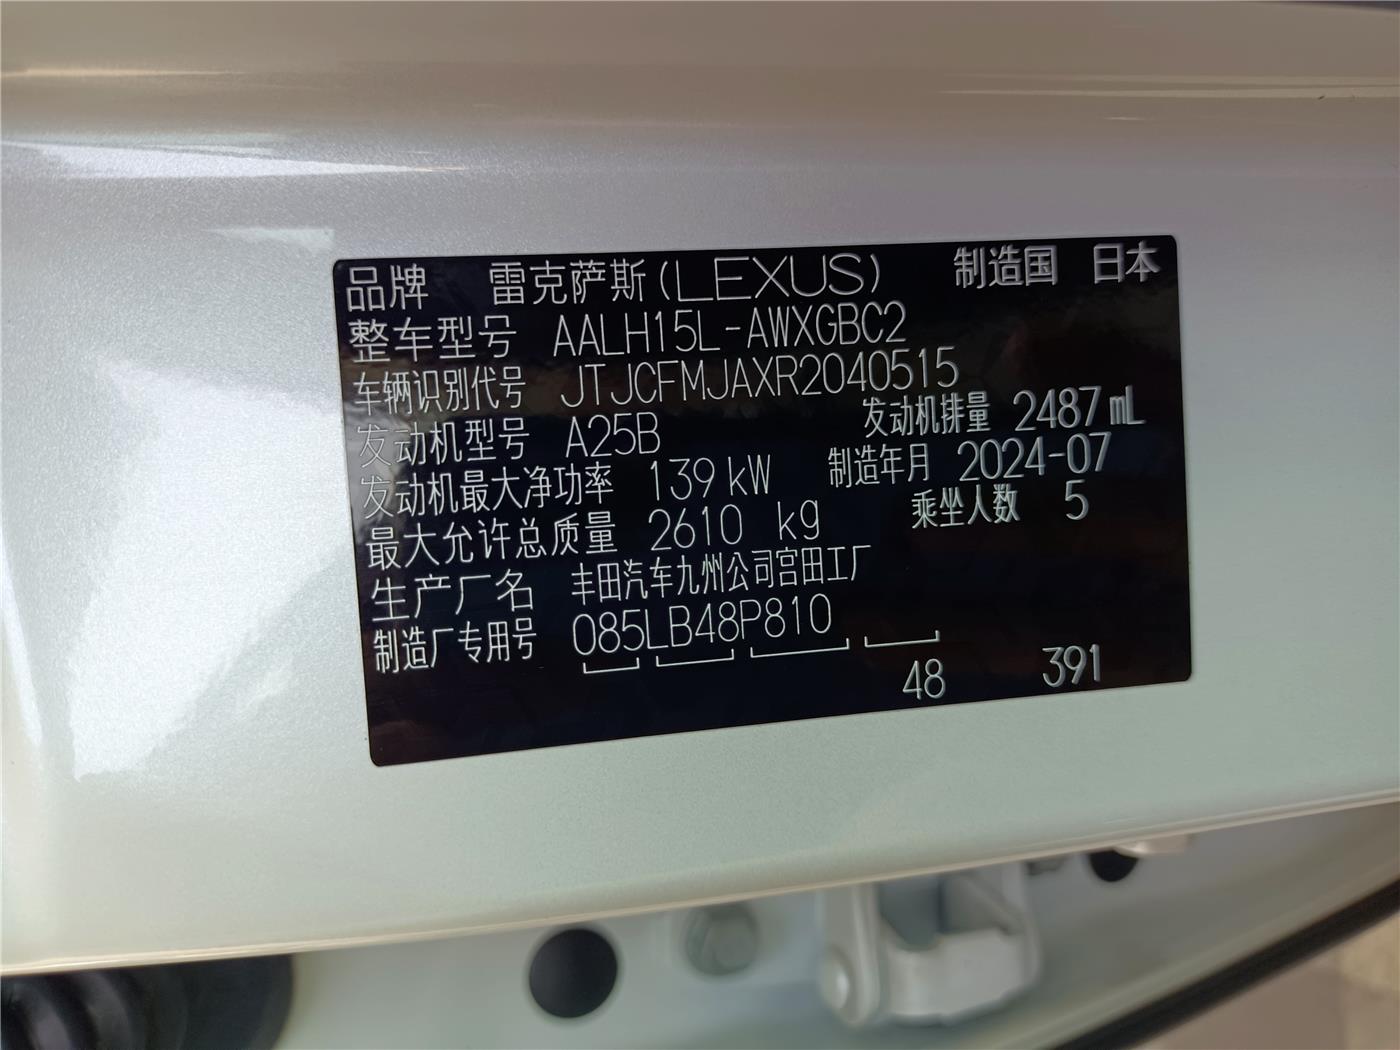 品牌 雷克萨斯(LEXUS) 制造国 日本
整车型号 AALH15L-AWXGBC2
车辆识别代号 JTJCFMJAXR2040515
发动机型号 A25B 发动机排量 2487mL
发动机最大净功率 139kW 制造年月 2024-07
最大允许总质量 2610 kg 乘坐人数 5
生产厂名 丰田汽车九州公司宫田工厂
制造厂专用号 085LB48P810
48 391